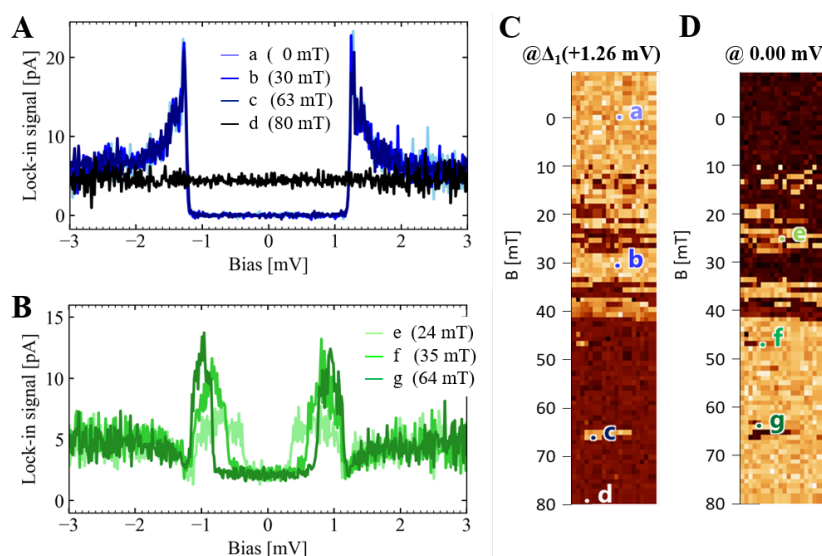 A
Lock-in signal [pA]
20
10
0
a ( 0 mT)
b (30 mT)
c (63 mT)
d (80 mT)
−3 −2 −1 0 1 2 3
Bias [mV]
B
Lock-in signal [pA]
15
10
5
0
e (24 mT)
f (35 mT)
g (64 mT)
−3 −2 −1 0 1 2 3
Bias [mV]
C
@Δ₁(+1.26 mV)
B [mT]
0
10
20
30
40
50
60
70
80
a
b
c
d
D
@ 0.00 mV
B [mT]
0
10
20
30
40
50
60
70
80
e
f
g